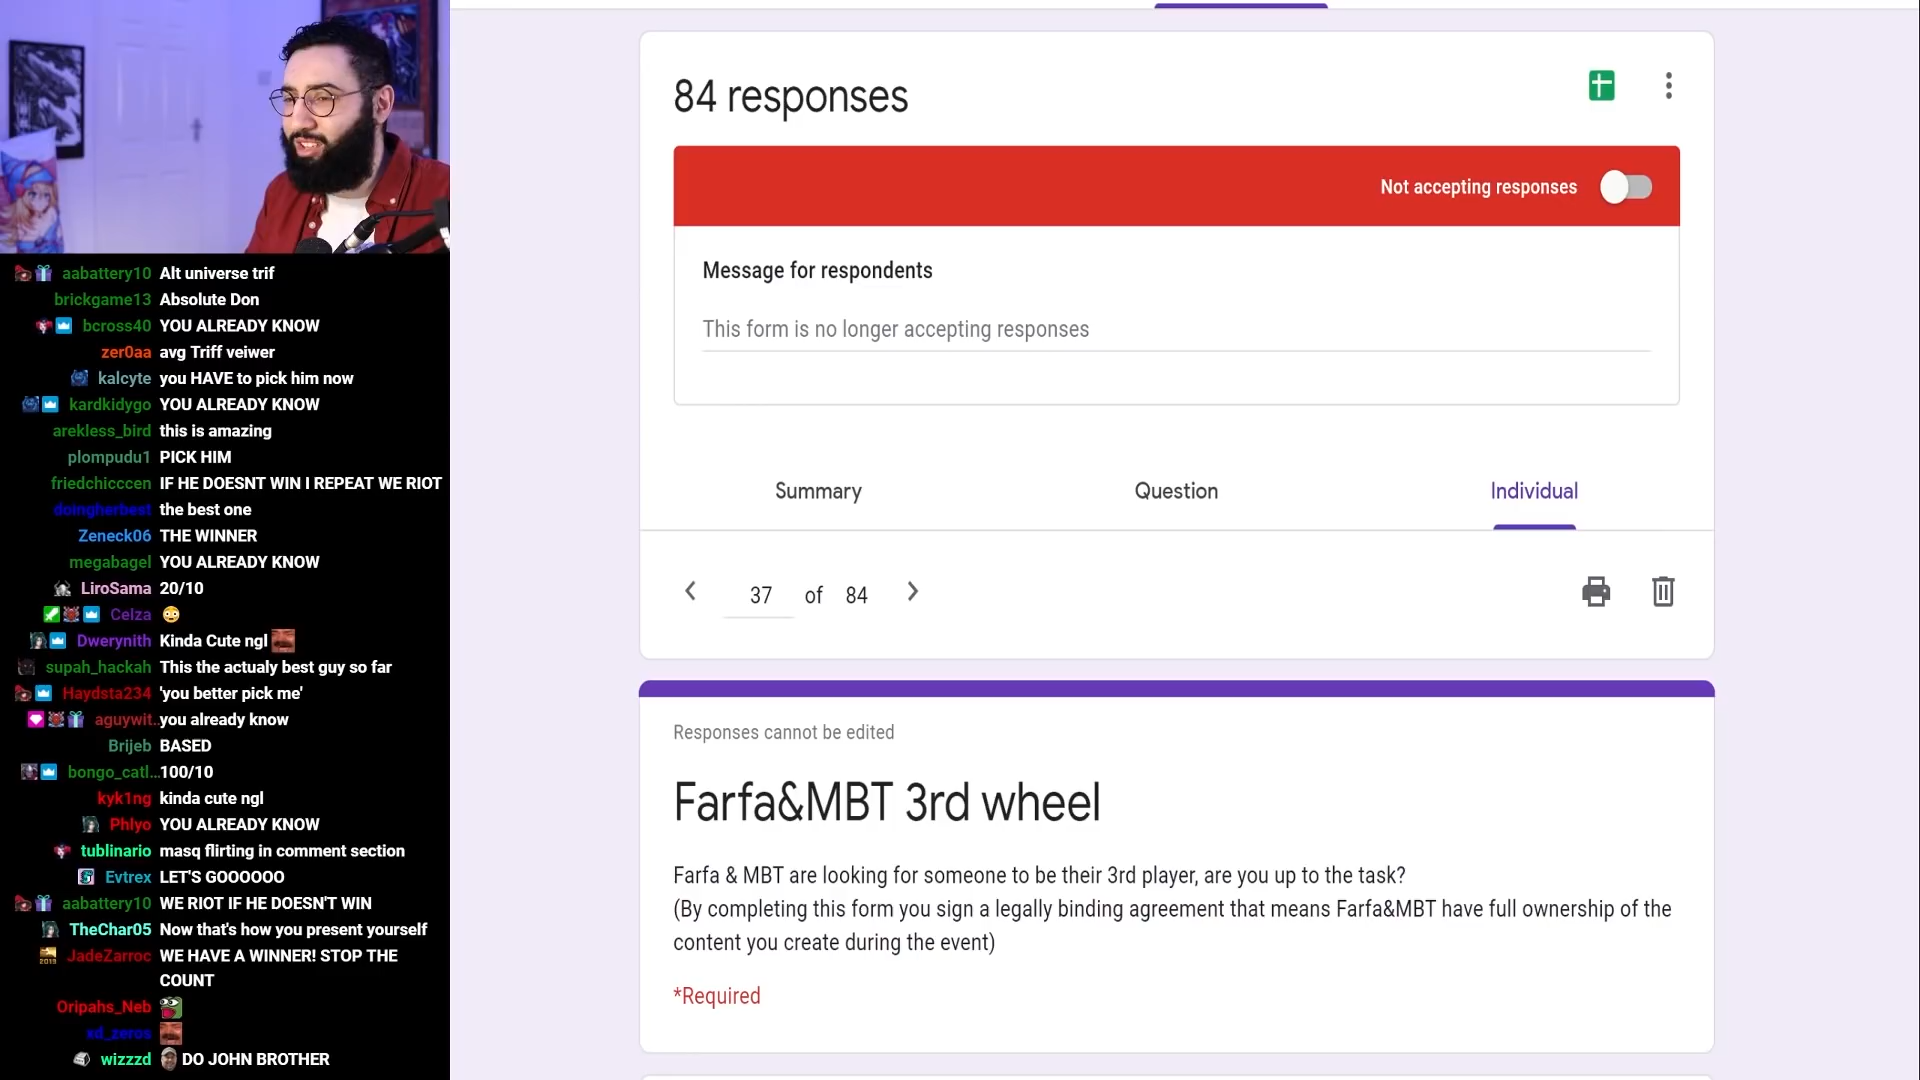 aabattery10 Alt universe trif
brickgame13 Absolute Don
bcross40 YOU ALREADY KNOW
zer0aa avg Triff veiwer
kalcyte you HAVE to pick him now
kardkidygo YOU ALREADY KNOW
arekless_bird this is amazing
plompudu1 PICK HIM
friedchicccen IF HE DOESNT WIN I REPEAT WE RIOT
doingherbest the best one
Zeneck06 THE WINNER
megabagel YOU ALREADY KNOW
LiroSama 20/10
Celza
Dwerynith Kinda Cute ngl
supah_hackah This the actualy best guy so far
Haydsta234 'you better pick me'
aguywit.. you already know
Brijeb BASED
bongo_catl... 100/10
kyk1ng kinda cute ngl
Phlyo YOU ALREADY KNOW
tublinario masq flirting in comment section
Evtrex LET'S GOOOOOO
aabattery10 WE RIOT IF HE DOESN'T WIN
TheChar05 Now that's how you present yourself
JadeZarroc WE HAVE A WINNER! STOP THE
COUNT
Oripahs_Neb
xd_zeros
wizzzd DO JOHN BROTHER
84 responses
Not accepting responses
Message for respondents
This form is no longer accepting responses
Summary Question Individual
37 of 84
Responses cannot be edited
Farfa&MBT 3rd wheel
Farfa & MBT are looking for someone to be their 3rd player, are you up to the task?
(By completing this form you sign a legally binding agreement that means Farfa&MBT have full ownership of the
content you create during the event)
*Required